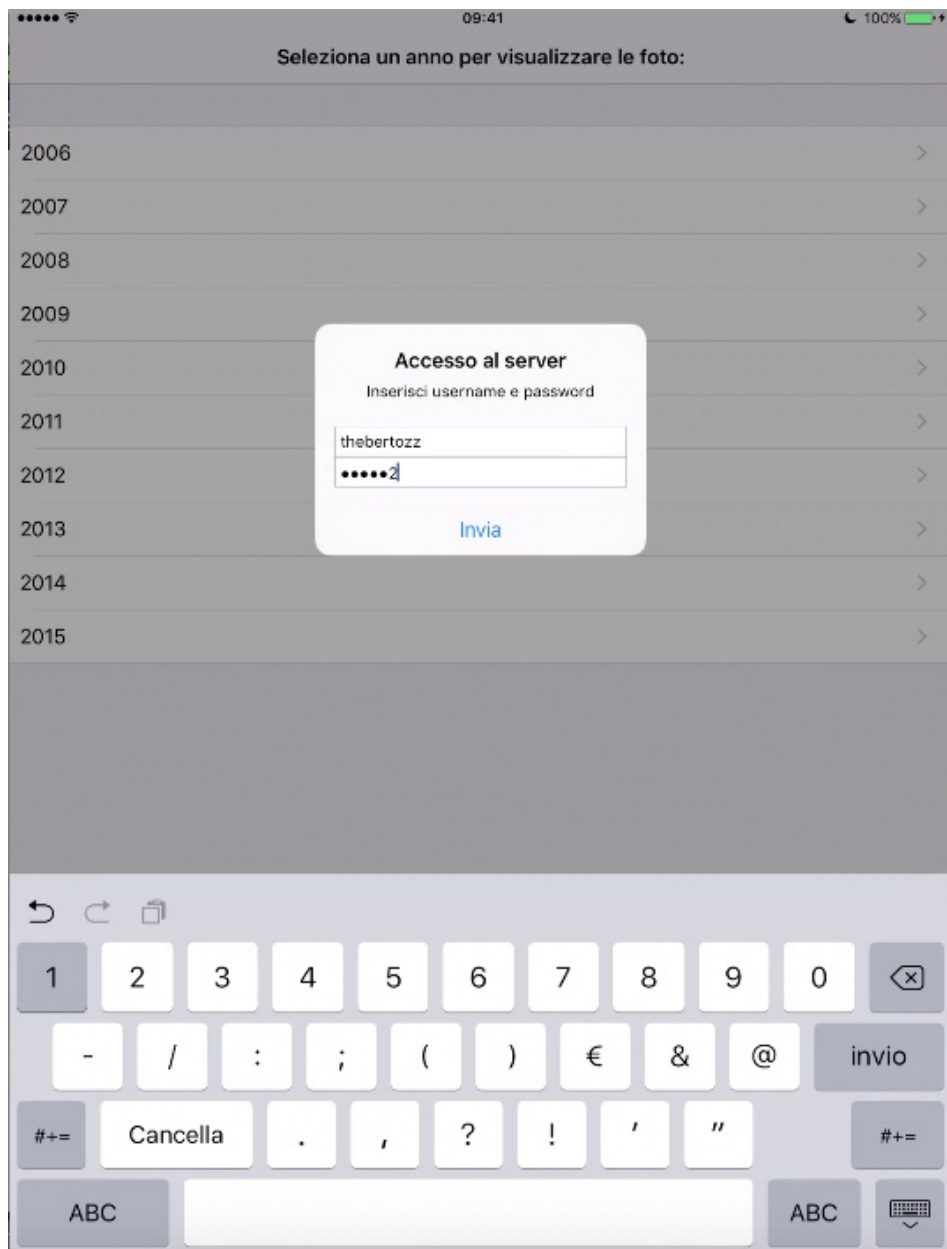 09:41
100%
Seleziona un anno per visualizzare le foto:
2006
2007
2008
2009
2010
2011
2012
2013
2014
2015
Accesso al server
Inserisci username e password
thebertozz
•••••2
Invia
1 2 3 4 5 6 7 8 9 0
- / : ; ( ) € & @ invio
#+= Cancella . , ? ! ' " #+=
ABC ABC